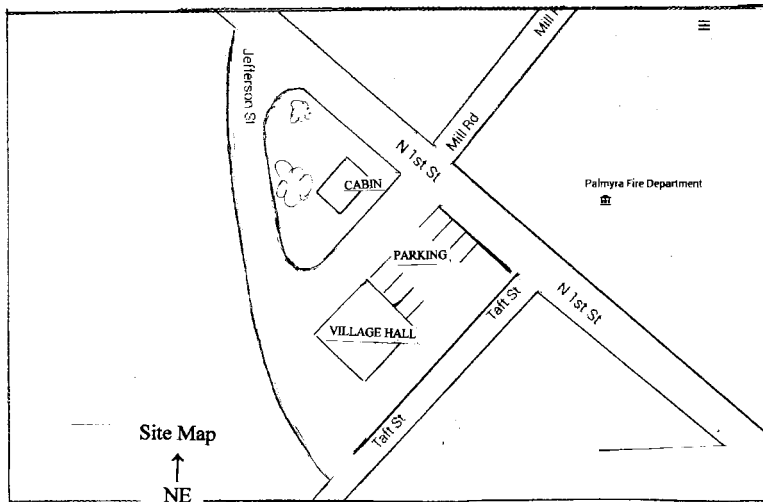 Mill R
Jefferson St
Mill Rd
N 1st St
CABIN
Palmyra Fire Department
PARKING
N 1st St
Taft St
VILLAGE HALL
Taft St
Site Map
NE